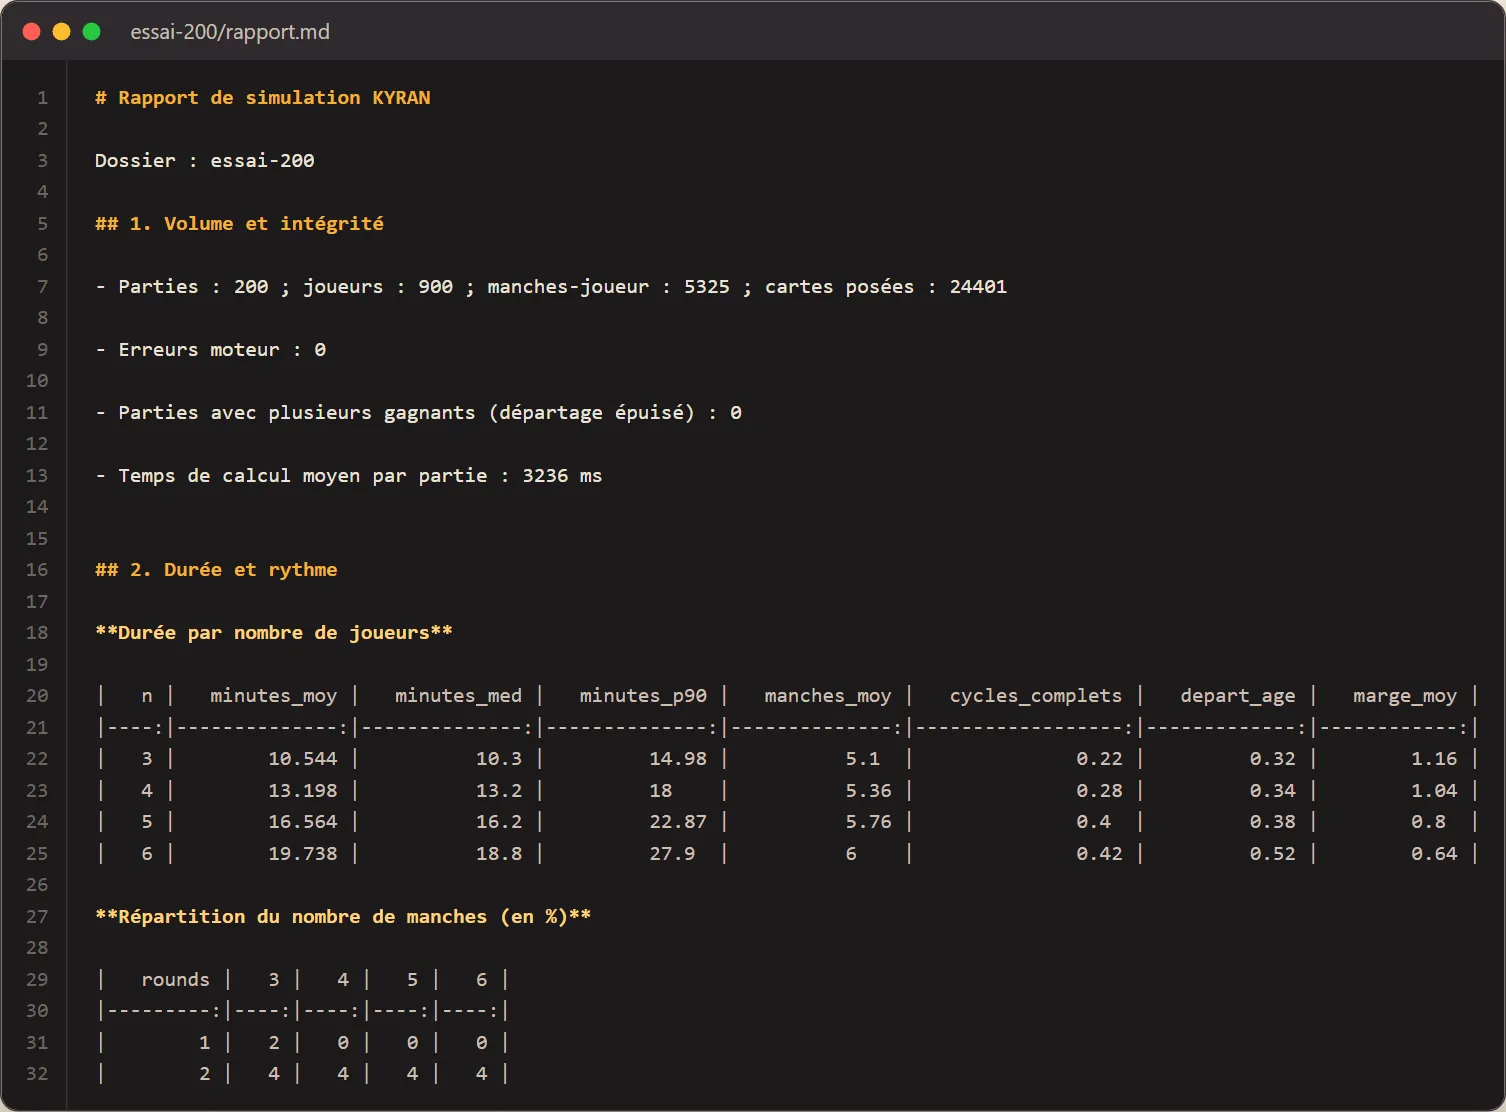 essai-200/rapport.md
1 # Rapport de simulation KYRAN
2
3 Dossier : essai-200
4
5 ## 1. Volume et intégrité
6
7 - Parties : 200 ; joueurs : 900 ; manches-joueur : 5325 ; cartes posées : 24401
8
9 - Erreurs moteur : 0
10
11 - Parties avec plusieurs gagnants (départage épuisé) : 0
12
13 - Temps de calcul moyen par partie : 3236 ms
14
15
16 ## 2. Durée et rythme
17
18 **Durée par nombre de joueurs**
19
20 |   n |   minutes_moy |   minutes_med |   minutes_p90 |   manches_moy |   cycles_complets |   depart_age |   marge_moy |
21 |----:|--------------:|--------------:|--------------:|--------------:|------------------:|-------------:|------------:|
22 |   3 |        10.544 |          10.3 |         14.98 |          5.1  |              0.22 |         0.32 |        1.16 |
23 |   4 |        13.198 |          13.2 |         18    |          5.36 |              0.28 |         0.34 |        1.04 |
24 |   5 |        16.564 |          16.2 |         22.87 |          5.76 |              0.4  |         0.38 |        0.8  |
25 |   6 |        19.738 |          18.8 |         27.9  |          6    |              0.42 |         0.52 |        0.64 |
26
27 **Répartition du nombre de manches (en %)**
28
29 |   rounds |   3 |   4 |   5 |   6 |
30 |---------:|----:|----:|----:|----:|
31 |        1 |   2 |   0 |   0 |   0 |
32 |        2 |   4 |   4 |   4 |   4 |